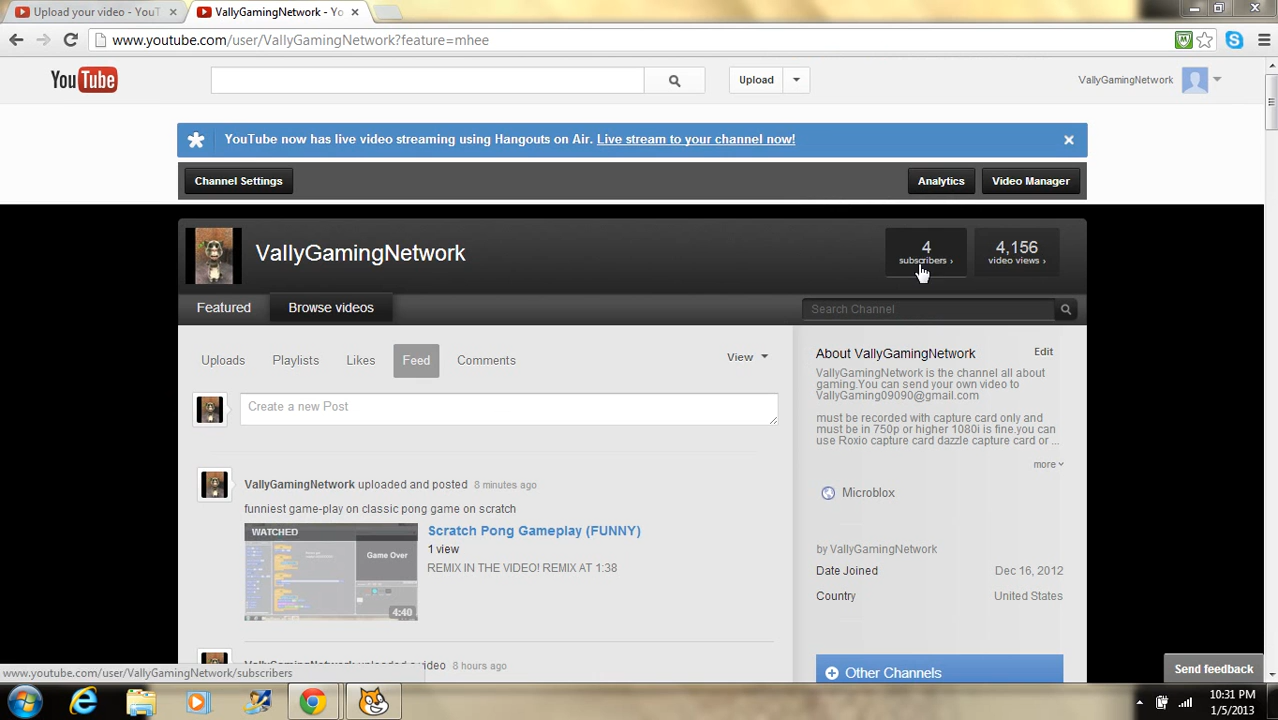 Upload your video - YouT
VallyGamingNetwork - Yo
www.youtube.com/user/VallyGamingNetwork?feature=mhee
YouTube
Upload
VallyGamingNetwork
YouTube now has live video streaming using Hangouts on Air. Live stream to your channel now!
Channel Settings
Analytics
Video Manager
VallyGamingNetwork
4
subscribers ›
4,156
video views ›
Featured
Browse videos
Search Channel
Uploads
Playlists
Likes
Feed
Comments
View
Create a new Post
VallyGamingNetwork uploaded and posted 8 minutes ago
funniest game-play on classic pong game on scratch
WATCHED
Game Over
4:40
Scratch Pong Gameplay (FUNNY)
1 view
REMIX IN THE VIDEO! REMIX AT 1:38
VallyGamingNetwork uploaded a video 8 hours ago
About VallyGamingNetwork
Edit
VallyGamingNetwork is the channel all about
gaming.You can send your own video to
VallyGaming09090@gmail.com
must be recorded with capture card only and
must be in 750p or higher 1080i is fine.you can
use Roxio capture card dazzle capture card or ...
more
Microblox
by VallyGamingNetwork
Date Joined
Dec 16, 2012
Country
United States
Other Channels
Send feedback
www.youtube.com/user/VallyGamingNetwork/subscribers
10:31 PM
1/5/2013